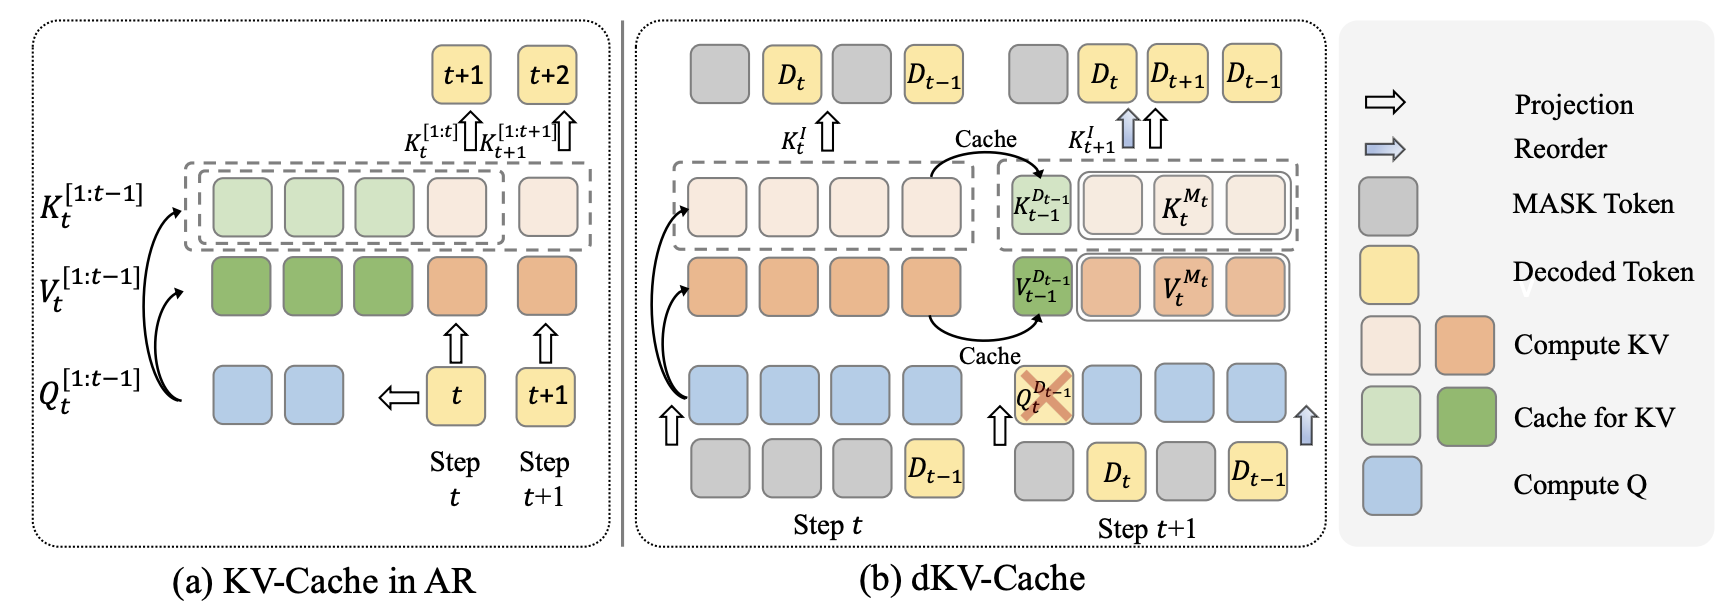 t+1 t+2
K_t^[1:t] K_{t+1}^[1:t+1]
K_t^[1:t−1]
V_t^[1:t−1]
Q_t^[1:t−1]
t t+1
Step t
Step t+1
(a) KV-Cache in AR
D_t D_{t−1}
D_t D_{t+1} D_{t−1}
K_t^I
Cache
K_{t+1}^I
K_{t−1}^{D_{t−1}} K_t^{M_t}
V_{t−1}^{D_{t−1}} V_t^{M_t}
Cache
Q_t^{D_{t−1}}
D_{t−1}
D_t D_{t−1}
Step t
Step t+1
(b) dKV-Cache
Projection
Reorder
MASK Token
Decoded Token
Compute KV
Cache for KV
Compute Q